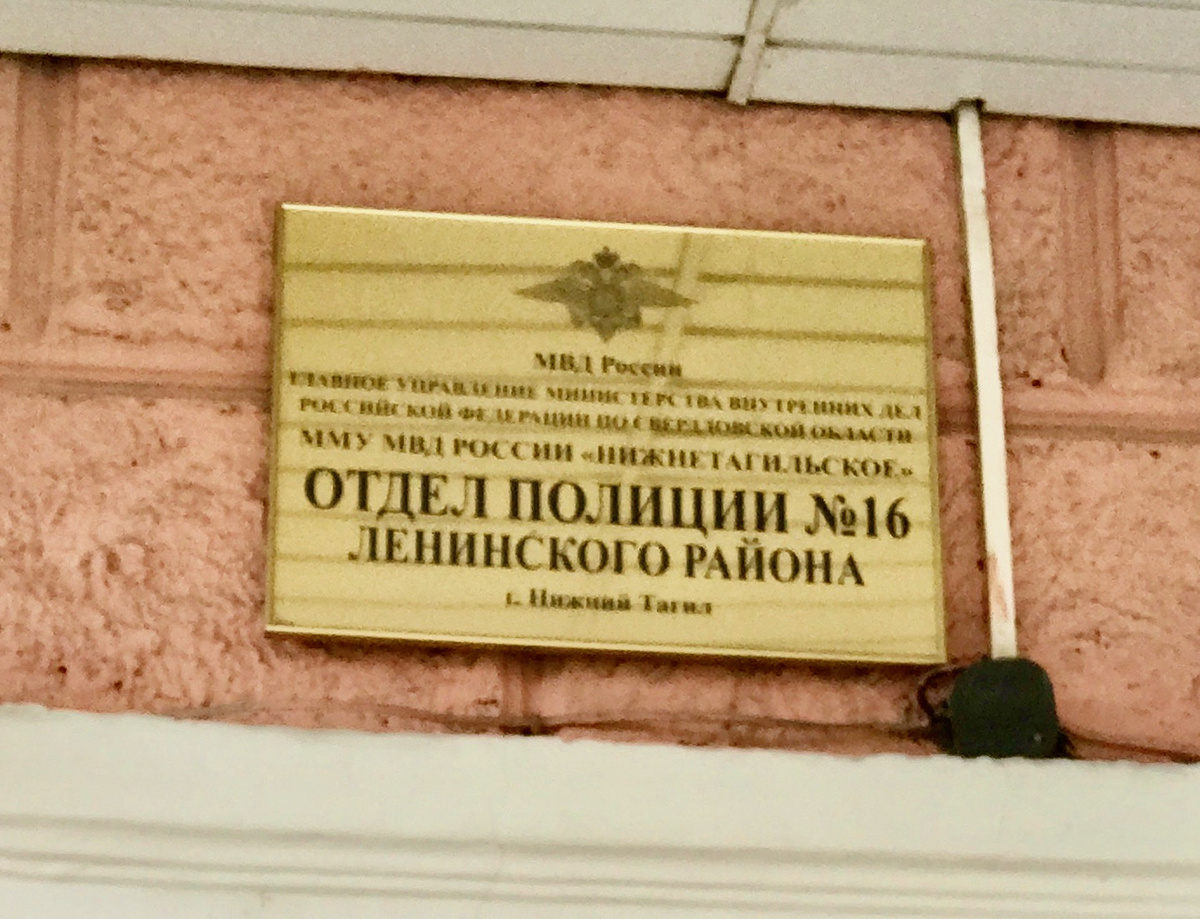 МВД России
ГЛАВНОЕ УПРАВЛЕНИЕ МИНИСТЕРСТВА ВНУТРЕННИХ ДЕЛ
РОССИЙСКОЙ ФЕДЕРАЦИИ ПО СВЕРДЛОВСКОЙ ОБЛАСТИ
ММУ МВД РОССИИ «НИЖНЕТАГИЛЬСКОЕ»
ОТДЕЛ ПОЛИЦИИ №16
ЛЕНИНСКОГО РАЙОНА
г. Нижний Тагил